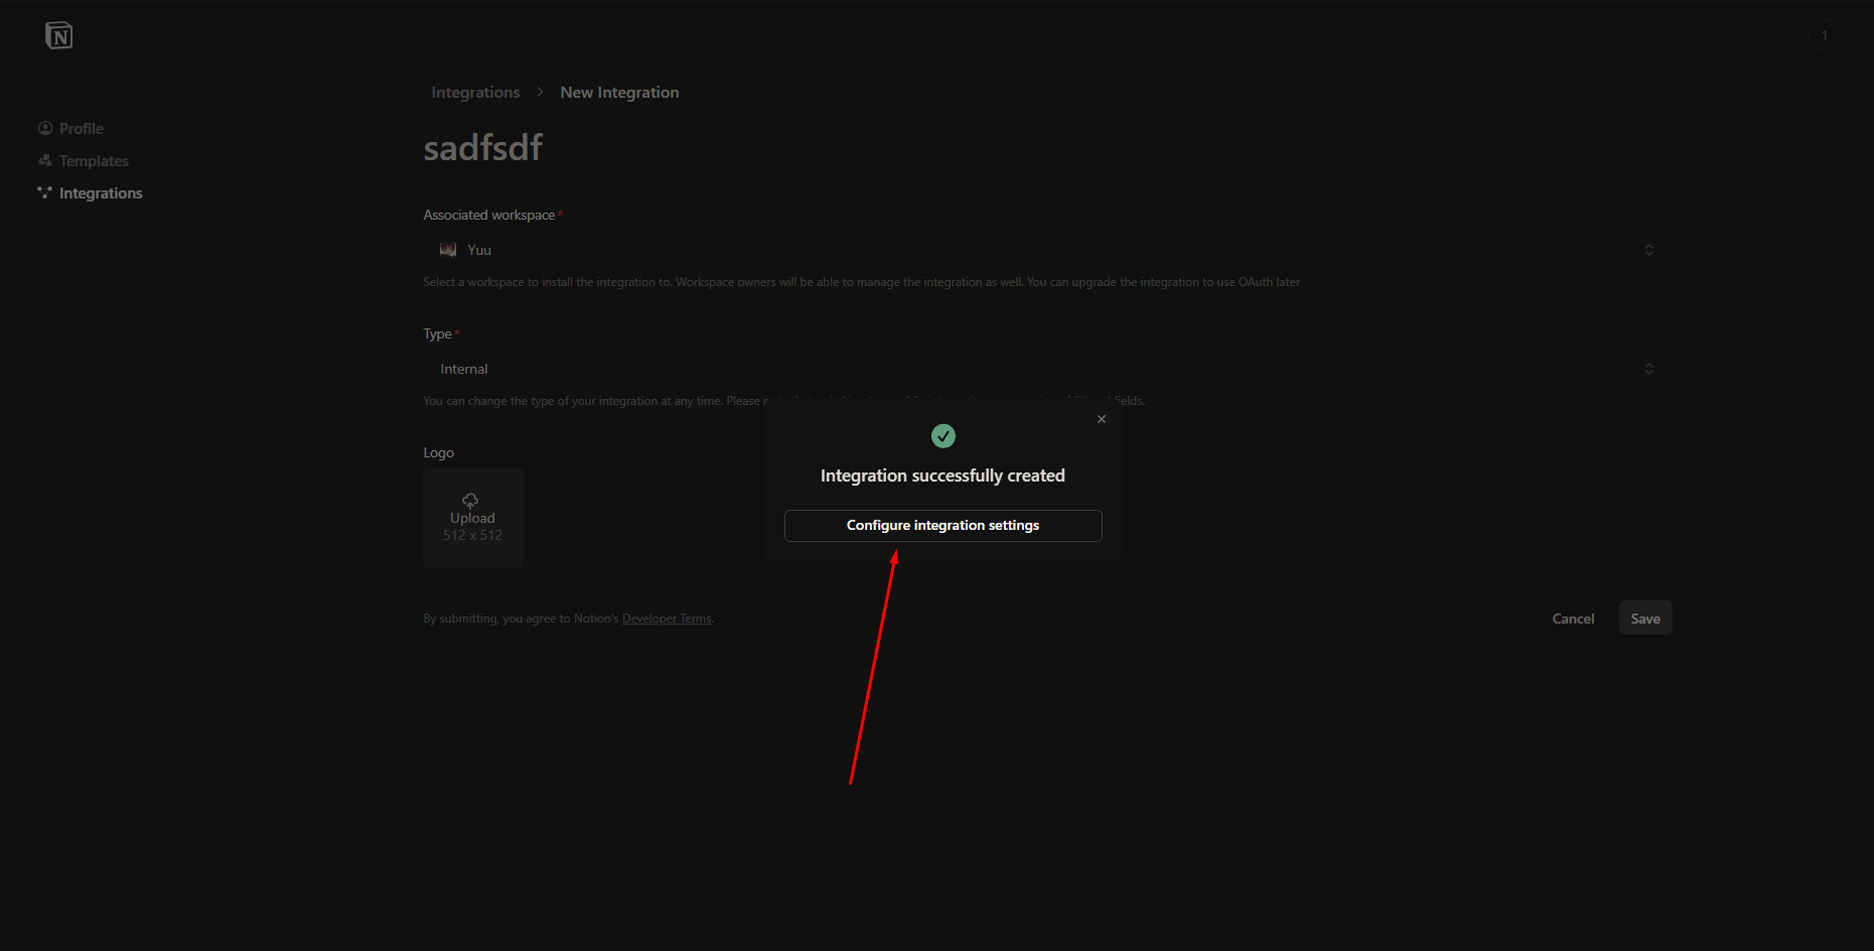 N
1
Integrations > New Integration
Profile
Templates
Integrations
sadfsdf
Associated workspace*
Yuu
Select a workspace to install the integration to. Workspace owners will be able to manage the integration as well. You can upgrade the integration to use OAuth later
Type*
Internal
You can change the type of your integration at any time. Please
Integration successfully created
Configure integration settings
Logo
Upload
512 x 512
By submitting, you agree to Notion's Developer Terms.
Cancel
Save